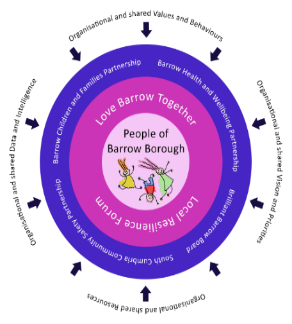 Organisational and shared Values and Behaviours
Organisational and shared Vision and Priorities
Organisational and shared Resources
Organisational and shared Data and Intelligence
Barrow Children and Families Partnership
Barrow Health and Wellbeing Partnership
Brilliant Barrow Board
South Cumbria Community Safety Partnership
Love Barrow Together
Local Resilience Forum
People of
Barrow Borough